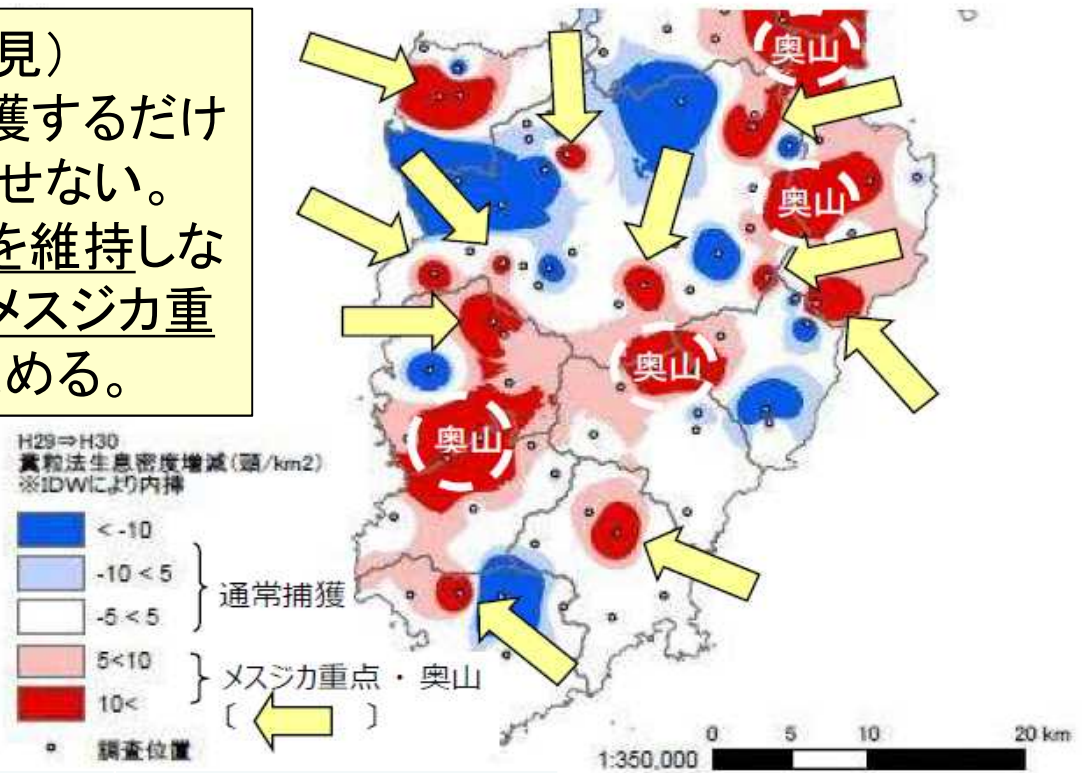 見）
獲するだけ
せない。
を維持しな
メスジカ重
める。
奥山
奥山
奥山
奥山
H29⇒H30
糞粒法生息密度増減(頭/km2)
※IDWにより内挿
< -10
-10 < 5
-5 < 5
通常捕獲
5<10
10<
メスジカ重点・奥山
〔 〕
調査位置
1:350,000
0 5 10 20 km